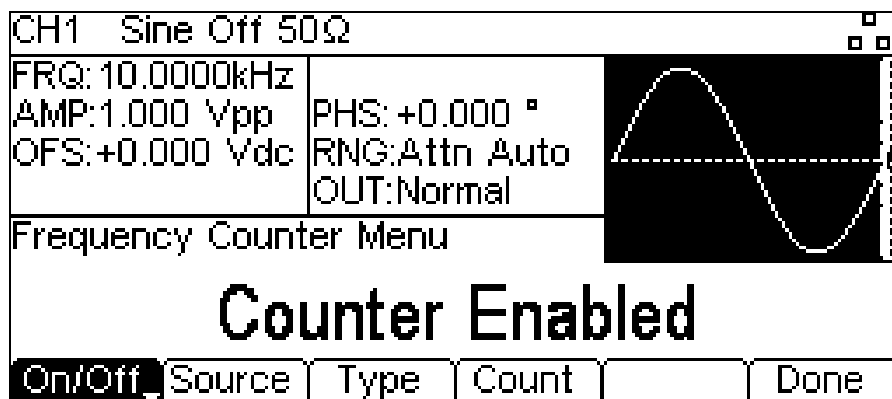 CH1 Sine Off 50Ω
FRQ:10.0000kHz
AMP:1.000 Vpp PHS:+0.000 °
OFS:+0.000 Vdc RNG:Attn Auto
OUT:Normal
Frequency Counter Menu
Counter Enabled
On/Off Source Type Count Done